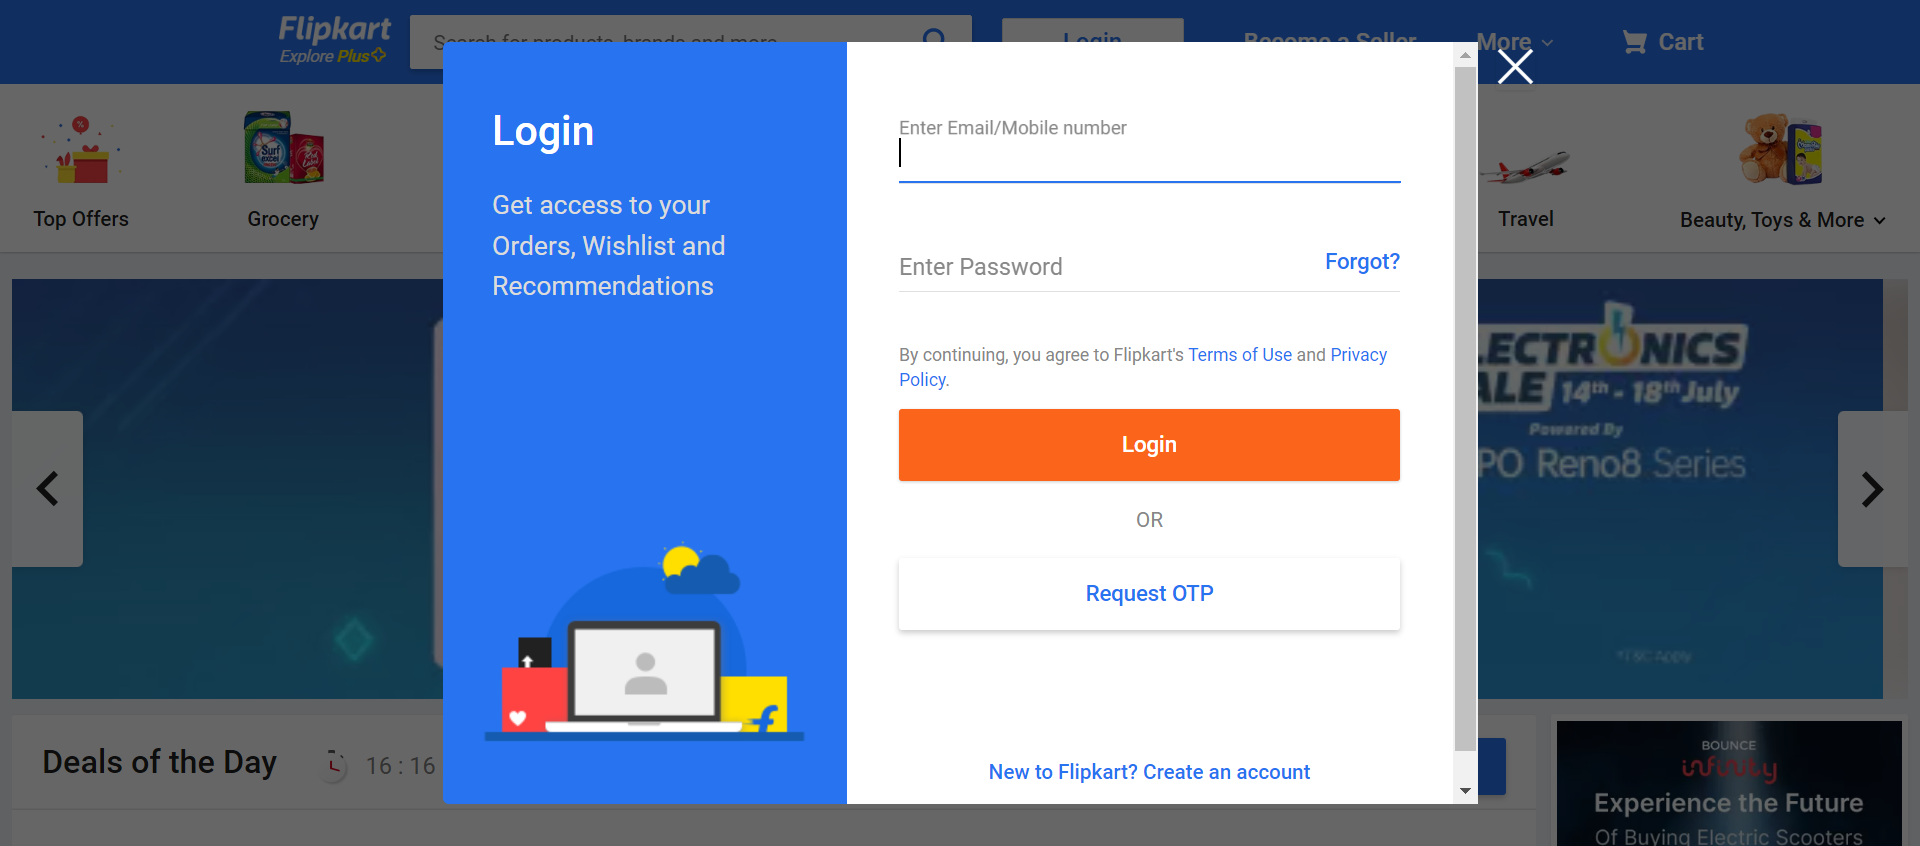 Flipkart
Explore Plus
Search for products, brands and more
Login
Become a Seller
More
Cart
Top Offers
Grocery
Travel
Beauty, Toys & More
Login
Get access to your
Orders, Wishlist and
Recommendations
Enter Email/Mobile number
Enter Password
Forgot?
By continuing, you agree to Flipkart's Terms of Use and Privacy
Policy.
Login
OR
Request OTP
New to Flipkart? Create an account
LECTRONICS
ALE 14th - 18th July
Powered By
PO Reno8 Series
*T&C Apply
Deals of the Day
16 : 16
BOUNCE
infinity
Experience the Future
Of Buying Electric Scooters
Surf
excel